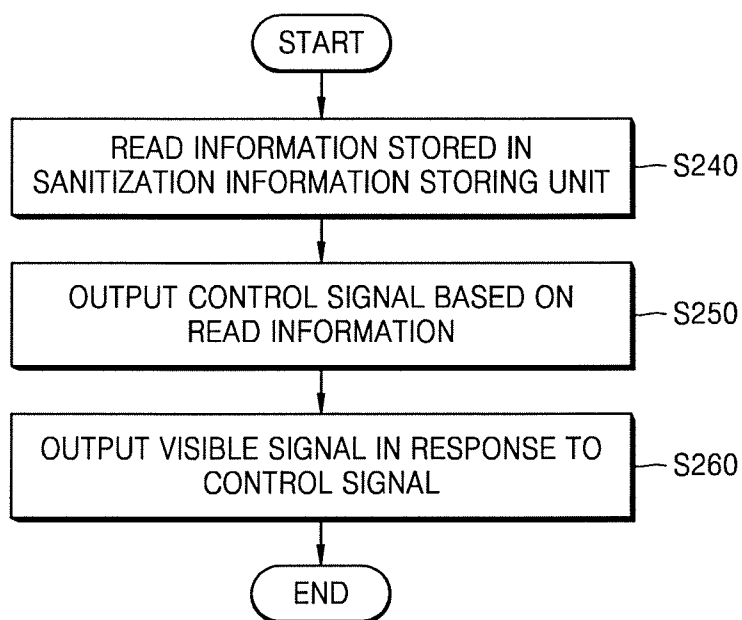 START
READ INFORMATION STORED IN
SANITIZATION INFORMATION STORING UNIT
S240
OUTPUT CONTROL SIGNAL BASED ON
READ INFORMATION
S250
OUTPUT VISIBLE SIGNAL IN RESPONSE TO
CONTROL SIGNAL
S260
END